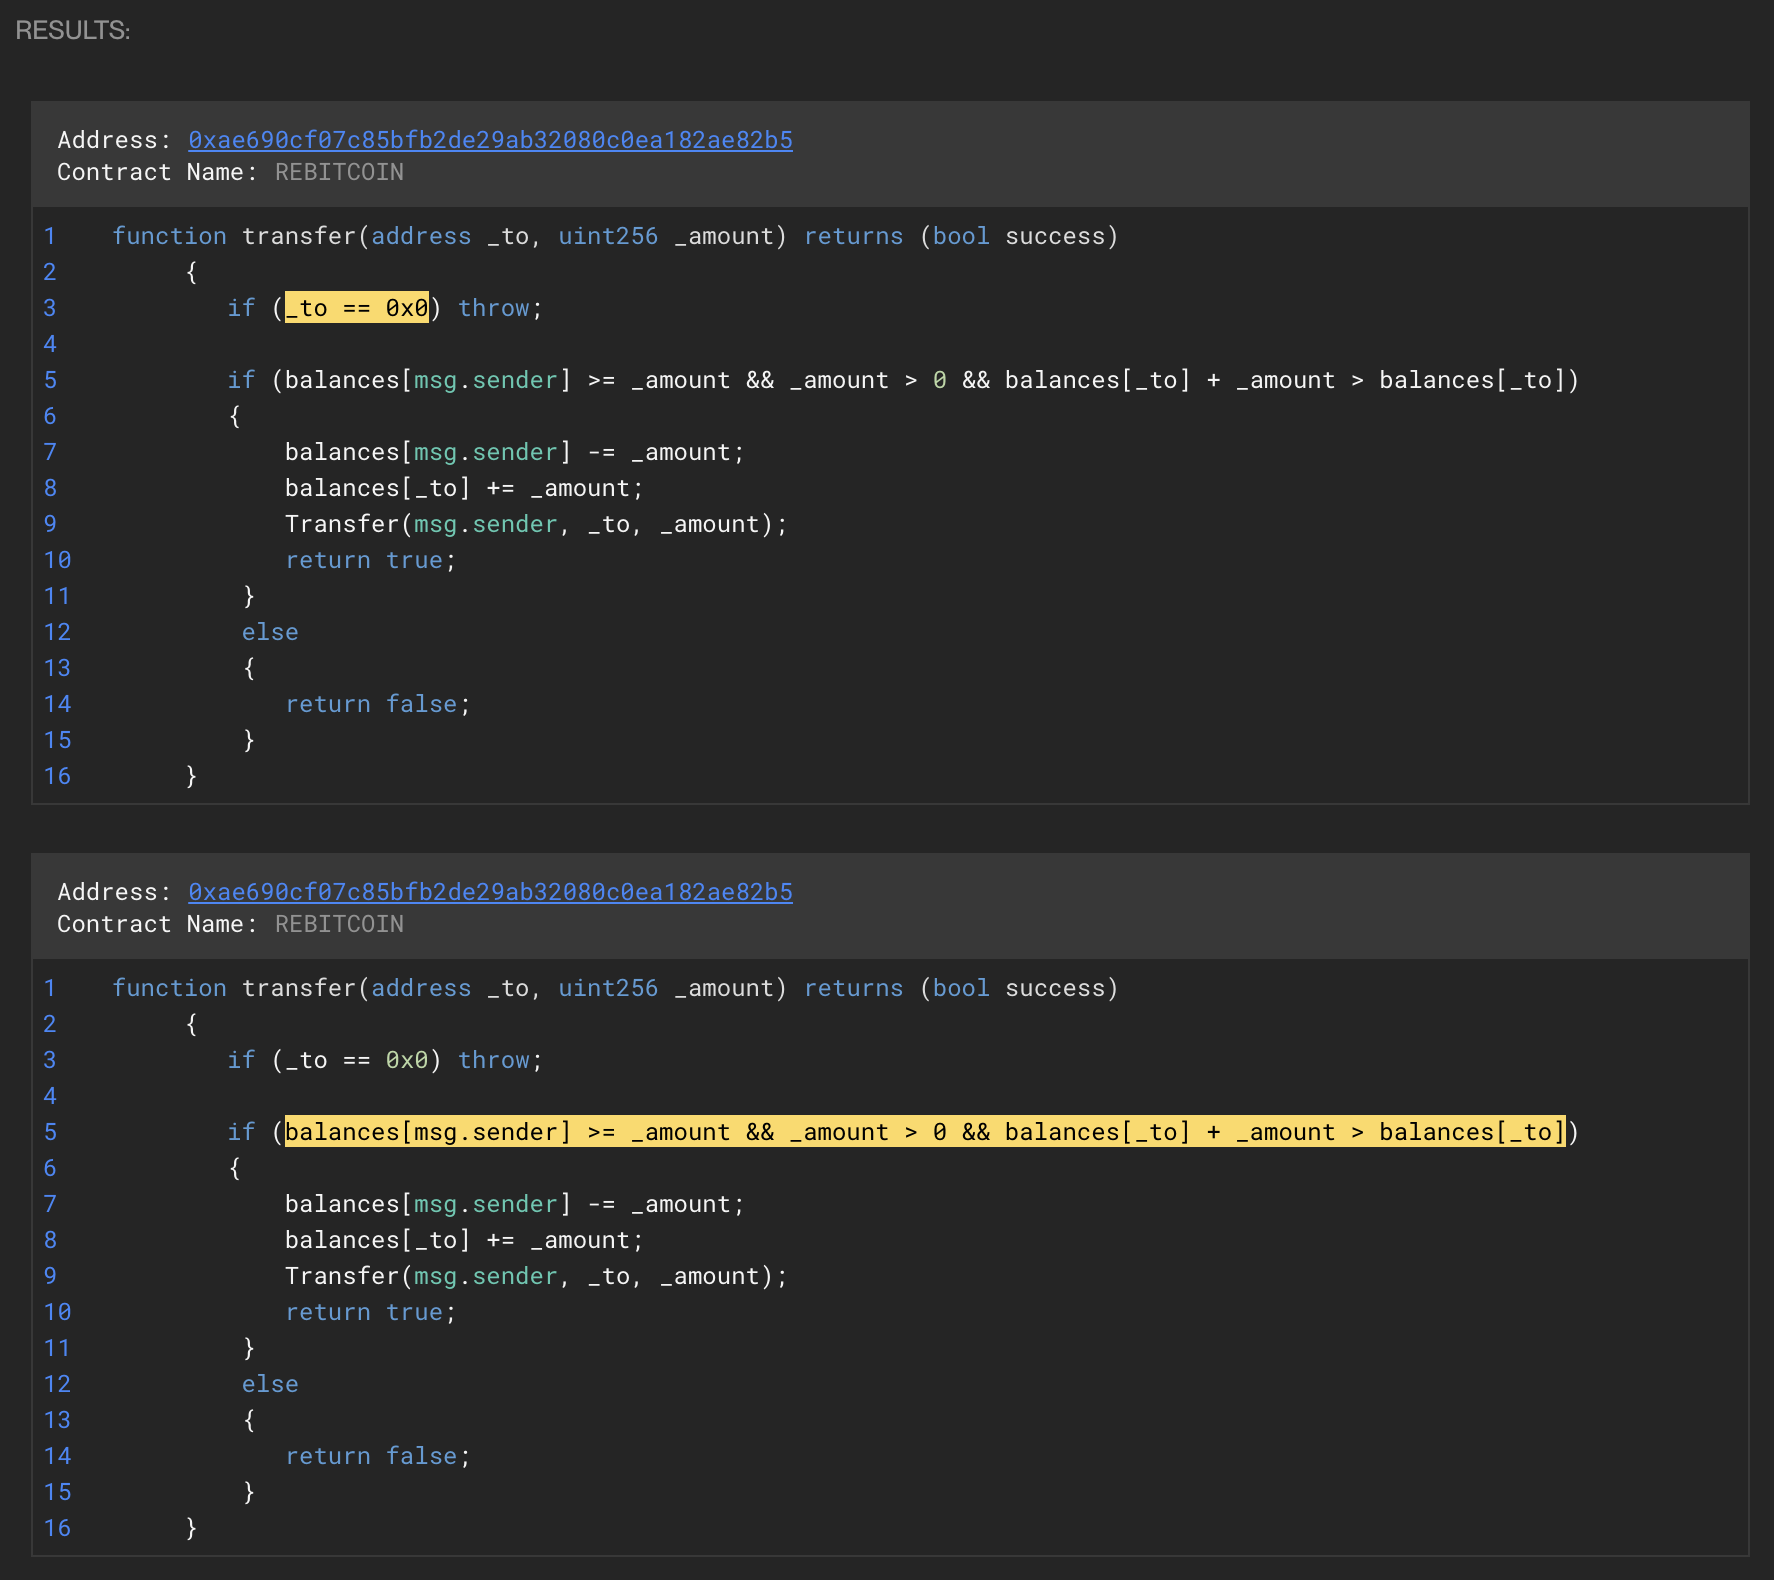 RESULTS:
Address: 0xae690cf07c85bfb2de29ab32080c0ea182ae82b5
Contract Name: REBITCOIN
1 function transfer(address _to, uint256 _amount) returns (bool success)
2 {
3 if (_to == 0x0) throw;
4
5 if (balances[msg.sender] >= _amount && _amount > 0 && balances[_to] + _amount > balances[_to])
6 {
7 balances[msg.sender] -= _amount;
8 balances[_to] += _amount;
9 Transfer(msg.sender, _to, _amount);
10 return true;
11 }
12 else
13 {
14 return false;
15 }
16 }
Address: 0xae690cf07c85bfb2de29ab32080c0ea182ae82b5
Contract Name: REBITCOIN
1 function transfer(address _to, uint256 _amount) returns (bool success)
2 {
3 if (_to == 0x0) throw;
4
5 if (balances[msg.sender] >= _amount && _amount > 0 && balances[_to] + _amount > balances[_to])
6 {
7 balances[msg.sender] -= _amount;
8 balances[_to] += _amount;
9 Transfer(msg.sender, _to, _amount);
10 return true;
11 }
12 else
13 {
14 return false;
15 }
16 }